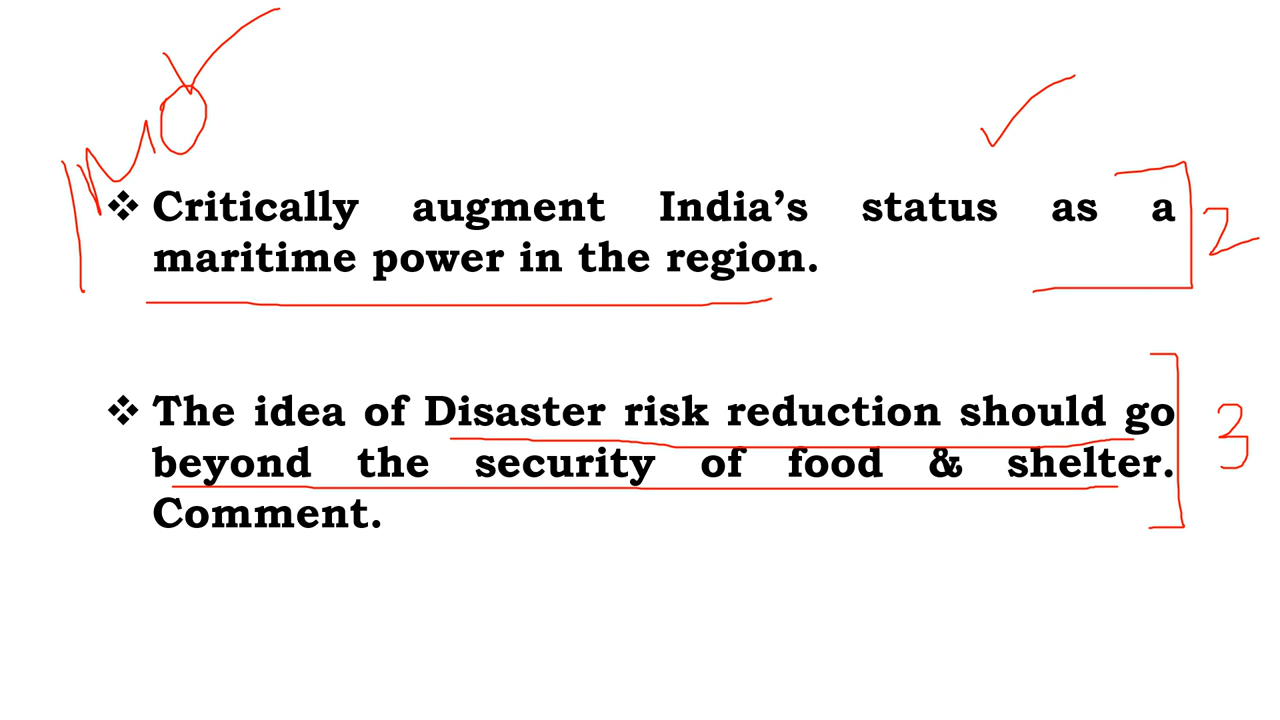 ❖ Critically augment India’s status as a
maritime power in the region.
2
❖ The idea of Disaster risk reduction should go
beyond the security of food & shelter.
Comment.
3